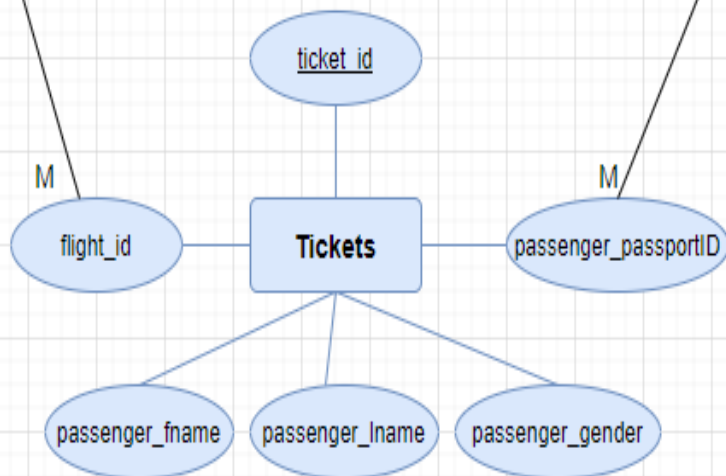 ticket_id
M
M
flight_id
Tickets
passenger_passportID
passenger_fname
passenger_lname
passenger_gender